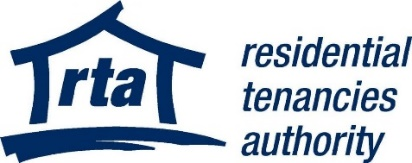 rta
residential
tenancies
authority